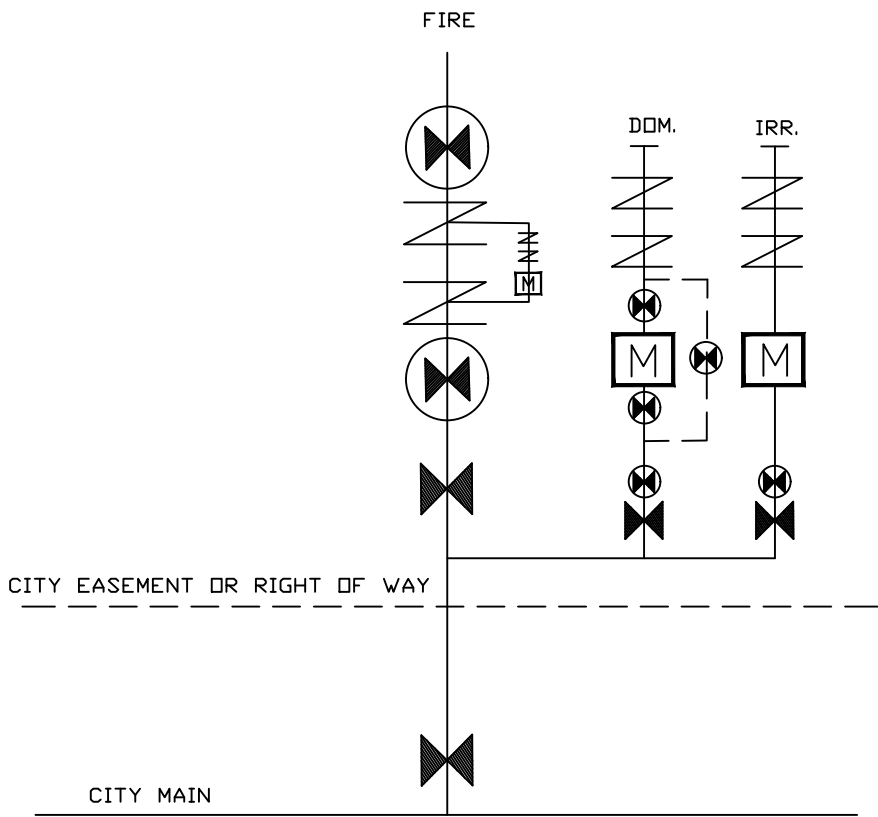 FIRE
DOM.
IRR.
M
M
M
CITY EASEMENT OR RIGHT OF WAY
CITY MAIN